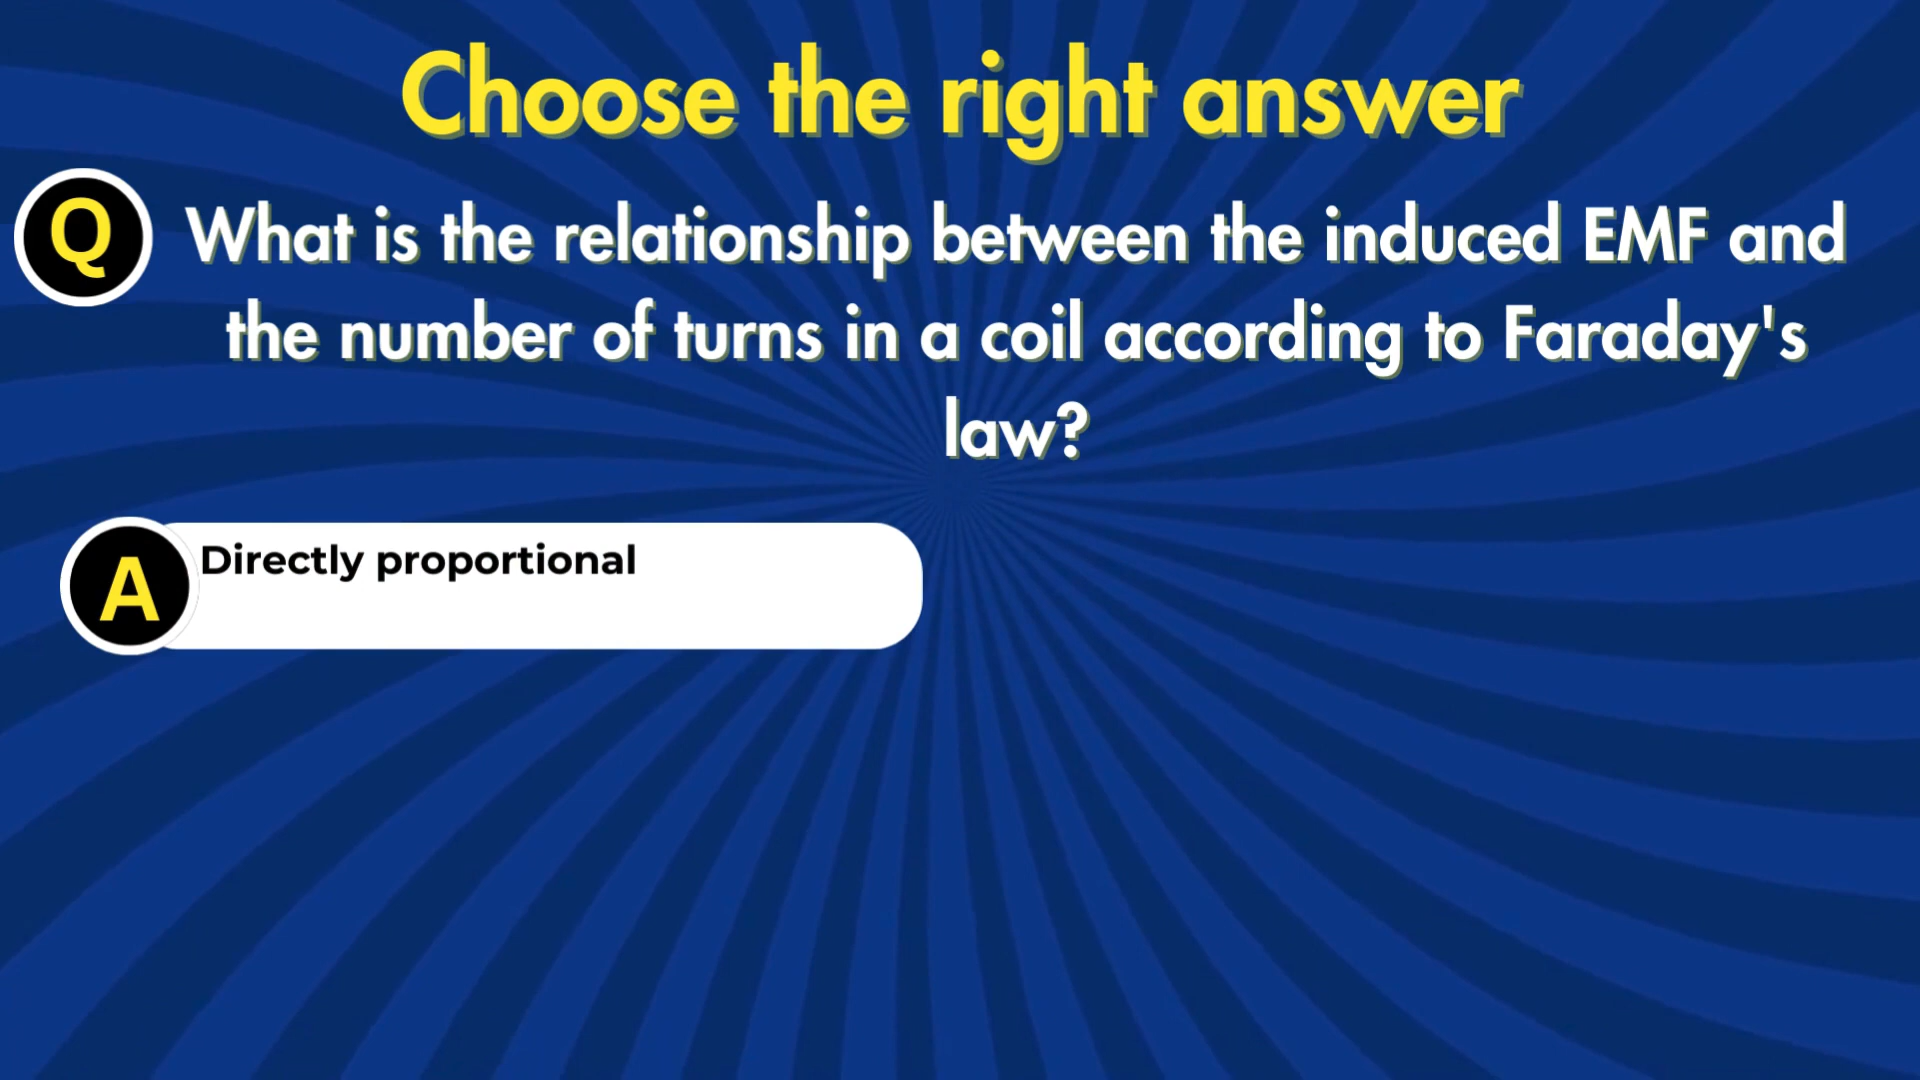 Choose the right answer
Q
What is the relationship between the induced EMF and
the number of turns in a coil according to Faraday's
law?
A
Directly proportional